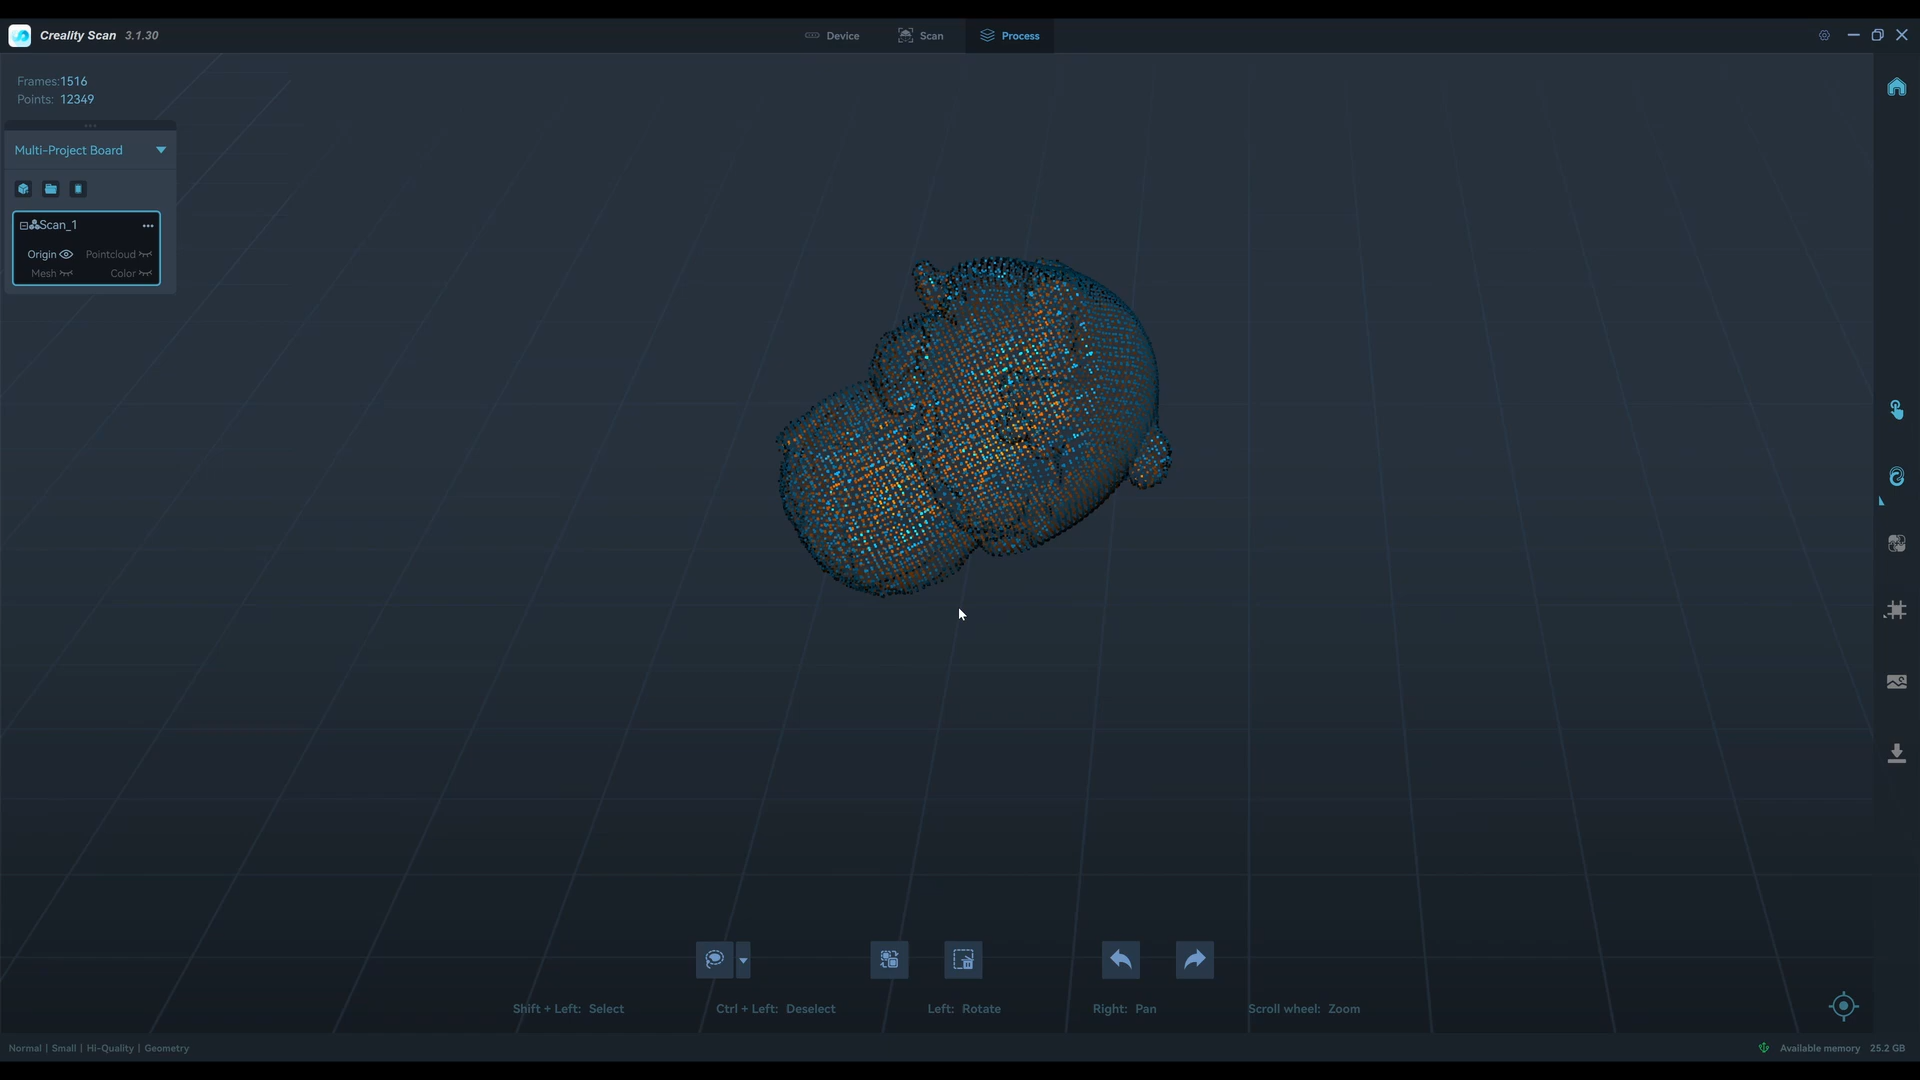 Creality Scan 3.1.30
Device
Scan
Process
Frames:1516
Points: 12349
Multi-Project Board
Scan_1
Origin
Pointcloud
Mesh
Color
Shift + Left: Select
Ctrl + Left: Deselect
Left: Rotate
Right: Pan
Scroll wheel: Zoom
Normal | Small | HI-Quality | Geometry
Available memory 25.2 GB